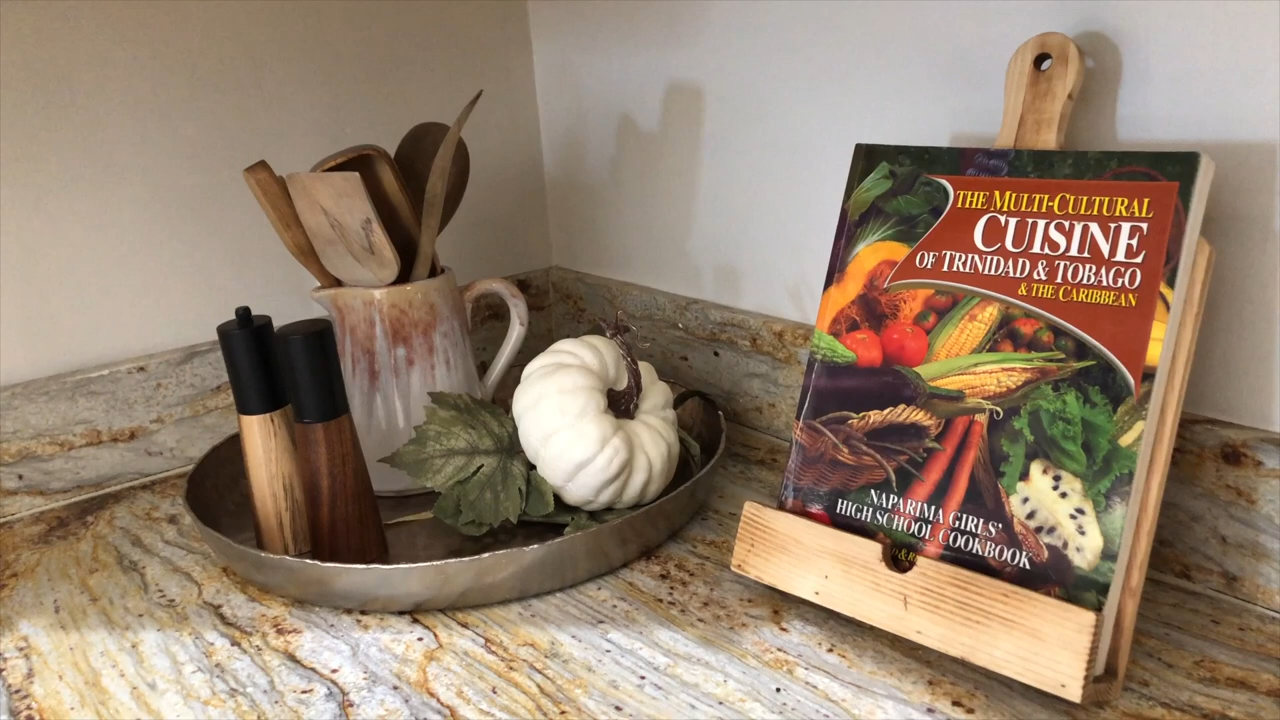 THE MULTI-CULTURAL
CUISINE
OF TRINIDAD & TOBAGO
& THE CARIBBEAN
NAPARIMA GIRLS'
HIGH SCHOOL COOKBOOK